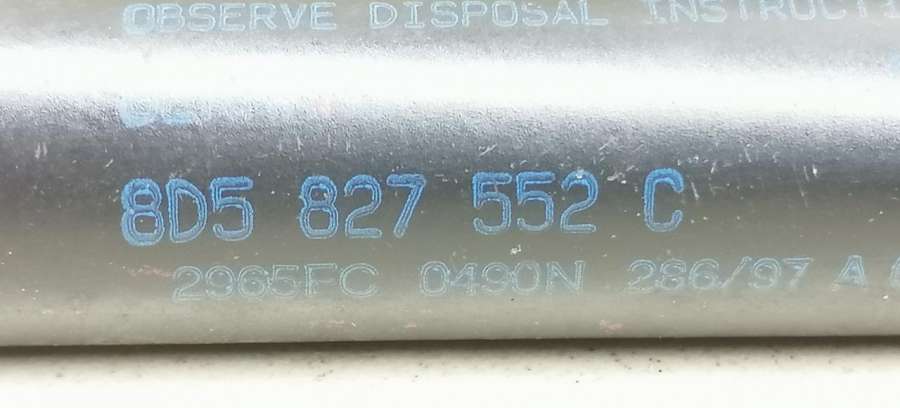 OBSERVE DISPOSAL
8D5 827 552 C
2965FC 0490N 286/97 A